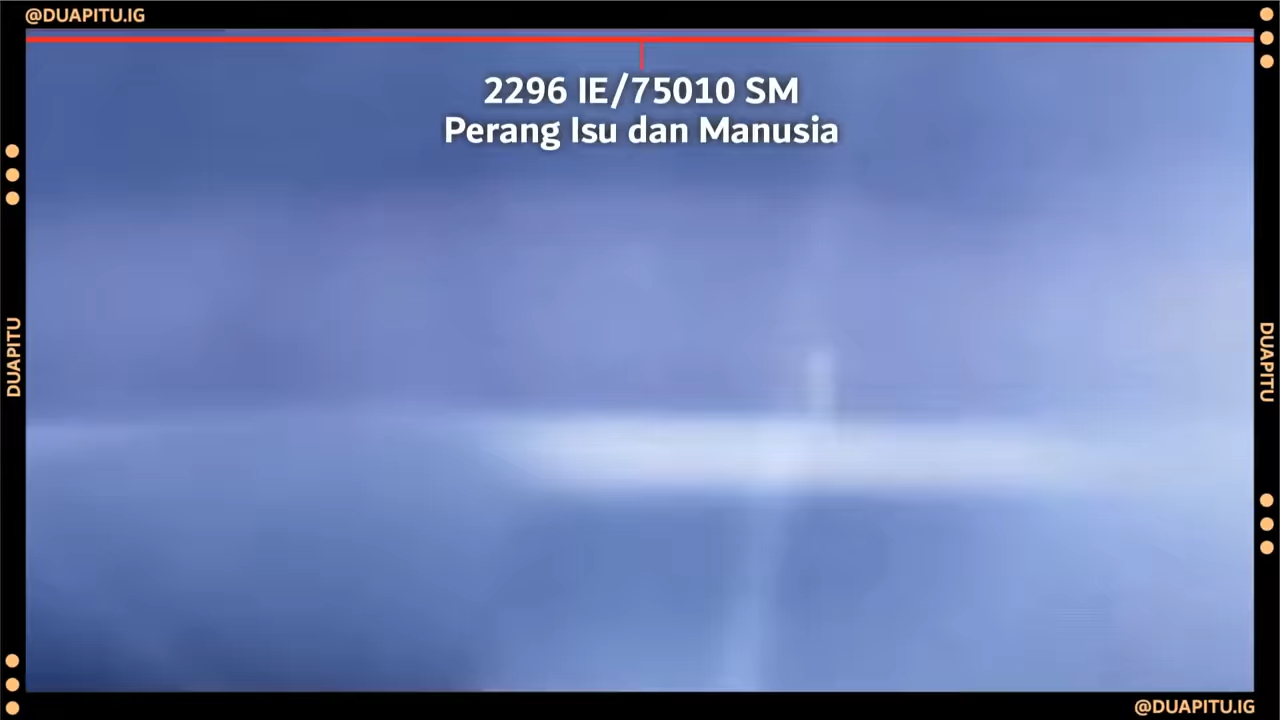 @DUAPITU.IG
2296 IE/75010 SM
Perang Isu dan Manusia
DUAPITU
DUAPITU
@DUAPITU.IG